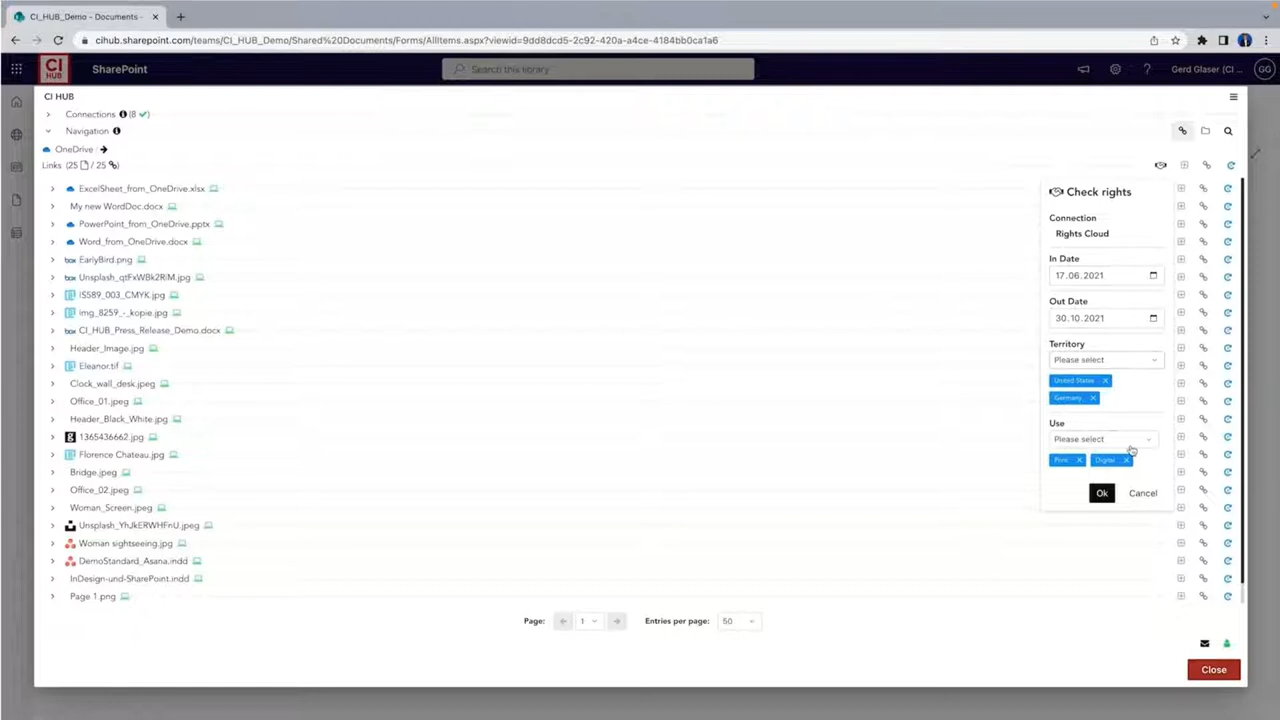 CI_HUB_Demo - Documents -
cihub.sharepoint.com/teams/CI_HUB_Demo/Shared%20Documents/Forms/AllItems.aspx?viewid=9dd8dcd5-2c92-420a-a4ce-4184bb0ca1a6
CI HUB
SharePoint
Search this library
Gerd Glaser (CI ...
GG
CI HUB
Connections (8 )
Navigation
OneDrive
Links (25 / 25 )
ExcelSheet_from_OneDrive.xlsx
My new WordDoc.docx
PowerPoint_from_OneDrive.pptx
Word_from_OneDrive.docx
box EarlyBird.png
box Unsplash_qtFxWBk2RiM.jpg
IS589_003_CMYK.jpg
img_8259_-_kopie.jpg
box CI_HUB_Press_Release_Demo.docx
Header_Image.jpg
Eleanor.tif
Clock_wall_desk.jpeg
Office_01.jpeg
Header_Black_White.jpg
1365436662.jpg
Florence Chateau.jpg
Bridge.jpeg
Office_02.jpeg
Woman_Screen.jpeg
Unsplash_YhJkERWHFnU.jpeg
Woman sightseeing.jpg
DemoStandard_Asana.indd
InDesign-und-SharePoint.indd
Page 1.png
Check rights
Connection
Rights Cloud
In Date
17.06.2021
Out Date
30.10.2021
Territory
Please select
United States
Germany
Use
Please select
Print Digital
Ok Cancel
Page: 1 Entries per page: 50
Close